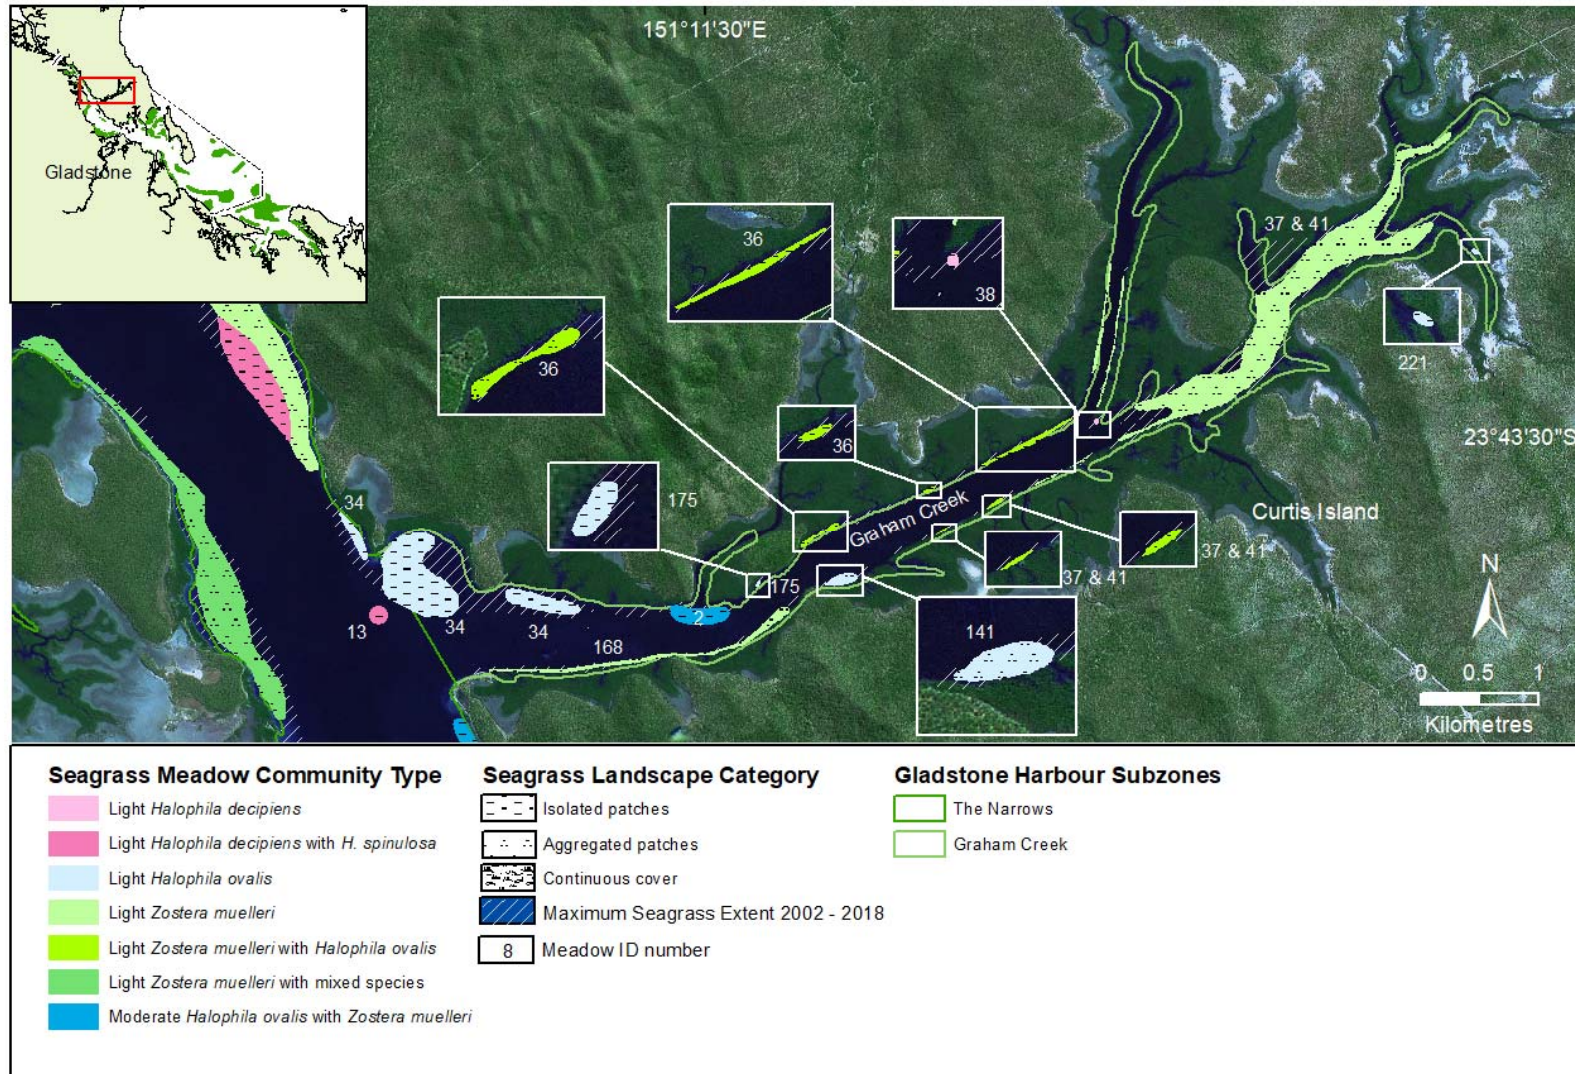 151°11'30"E
Gladstone
36
38
37 & 41
221
36
36
23°43'30"S
175
34
Graham Creek
Curtis Island
37 & 41
37 & 41
175
2
13
34
34
168
141
N
0 0.5 1
Kilometres
Seagrass Meadow Community Type
Light Halophila decipiens
Light Halophila decipiens with H. spinulosa
Light Halophila ovalis
Light Zostera muelleri
Light Zostera muelleri with Halophila ovalis
Light Zostera muelleri with mixed species
Moderate Halophila ovalis with Zostera muelleri
Seagrass Landscape Category
Isolated patches
Aggregated patches
Continuous cover
Maximum Seagrass Extent 2002 - 2018
8 Meadow ID number
Gladstone Harbour Subzones
The Narrows
Graham Creek